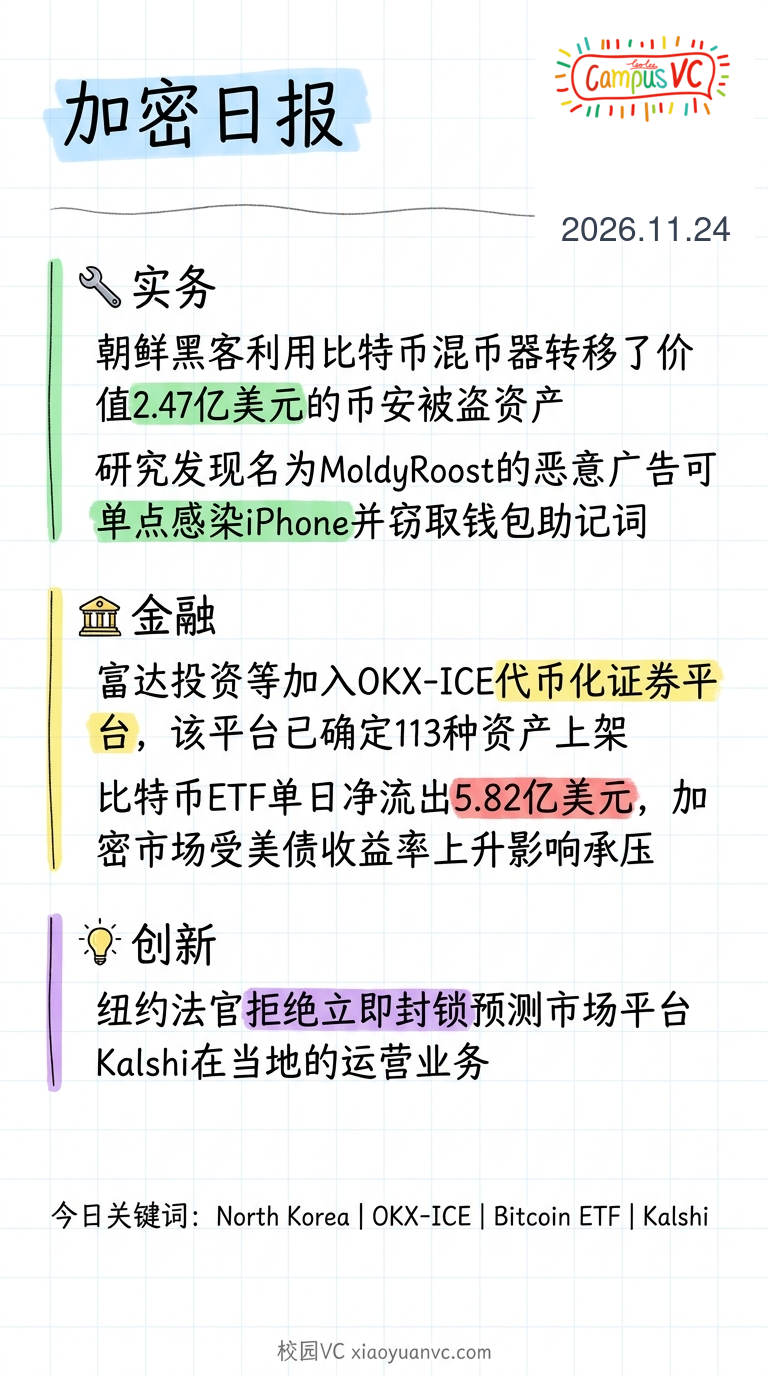 加密日报
leo lee
Campus VC
2026.11.24
实务
朝鲜黑客利用比特币混币器转移了价
值2.47亿美元的币安被盗资产
研究发现名为MoldyRoost的恶意广告可
单点感染iPhone并窃取钱包助记词
金融
富达投资等加入OKX-ICE代币化证券平
台，该平台已确定113种资产上架
比特币ETF单日净流出5.82亿美元，加
密市场受美债收益率上升影响承压
创新
纽约法官拒绝立即封锁预测市场平台
Kalshi在当地的运营业务
今日关键词：North Korea | OKX-ICE | Bitcoin ETF | Kalshi
校园VC xiaoyuanvc.com